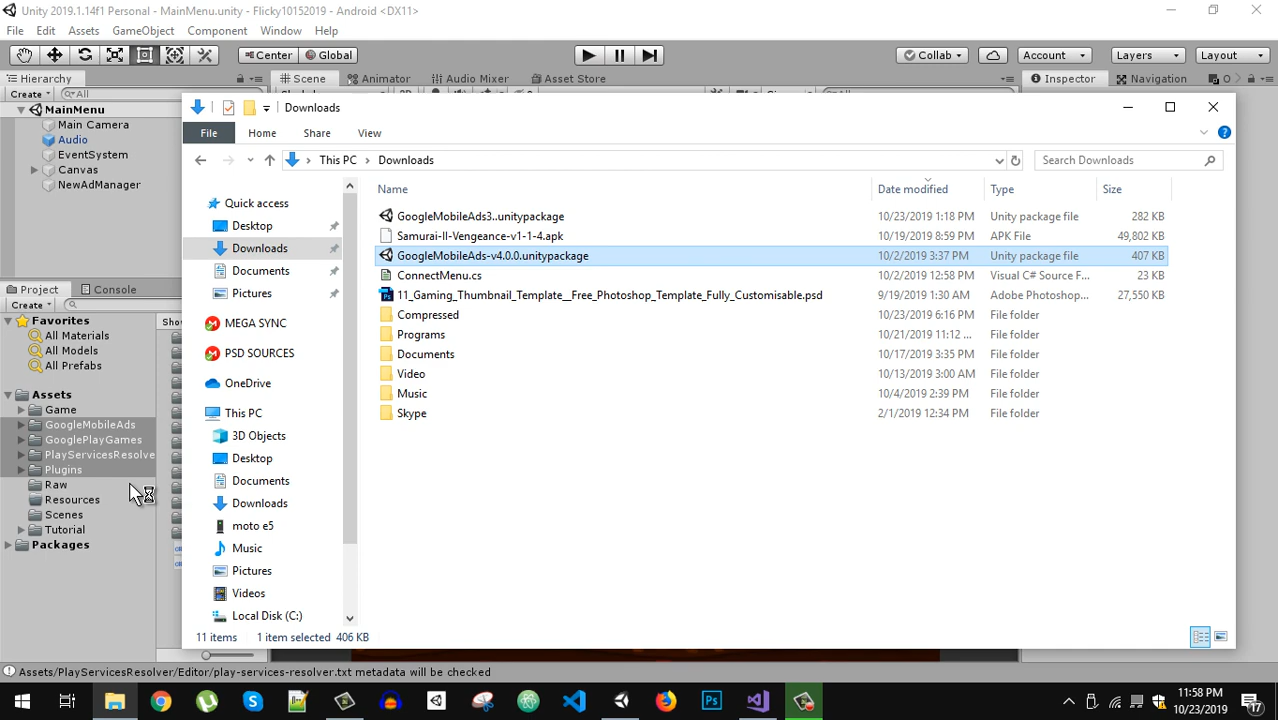 Unity 2019.1.14f1 Personal - MainMenu.unity - Flicky10152019 - Android <DX11>
File Edit Assets GameObject Component Window Help
Center Global Collab Account Layers Layout
Hierarchy Scene Animator Audio Mixer Asset Store Inspector Navigation
Create All
MainMenu
Main Camera
Audio
EventSystem
Canvas
NewAdManager
Project Console
Create
Favorites
All Materials
All Models
All Prefabs
Assets
Game
GoogleMobileAds
GooglePlayGames
PlayServicesResolve
Plugins
Raw
Resources
Scenes
Tutorial
Packages
Downloads
File Home Share View
This PC Downloads Search Downloads
Quick access
Desktop
Downloads
Documents
Pictures
MEGA SYNC
PSD SOURCES
OneDrive
This PC
3D Objects
Desktop
Documents
Downloads
moto e5
Music
Pictures
Videos
Local Disk (C:)
Name Date modified Type Size
GoogleMobileAds3..unitypackage 10/23/2019 1:18 PM Unity package file 282 KB
Samurai-II-Vengeance-v1-1-4.apk 10/19/2019 8:59 PM APK File 49,802 KB
GoogleMobileAds-v4.0.0.unitypackage 10/2/2019 3:37 PM Unity package file 407 KB
ConnectMenu.cs 10/2/2019 12:58 PM Visual C# Source F... 23 KB
11_Gaming_Thumbnail_Template__Free_Photoshop_Template_Fully_Customisable.psd 9/19/2019 1:30 AM Adobe Photoshop... 27,550 KB
Compressed 10/23/2019 6:16 PM File folder
Programs 10/21/2019 11:12 ... File folder
Documents 10/17/2019 3:35 PM File folder
Video 10/13/2019 3:00 AM File folder
Music 10/4/2019 2:39 PM File folder
Skype 2/1/2019 12:34 PM File folder
11 items 1 item selected 406 KB
Assets/PlayServicesResolver/Editor/play-services-resolver.txt metadata will be checked
11:58 PM
10/23/2019
17